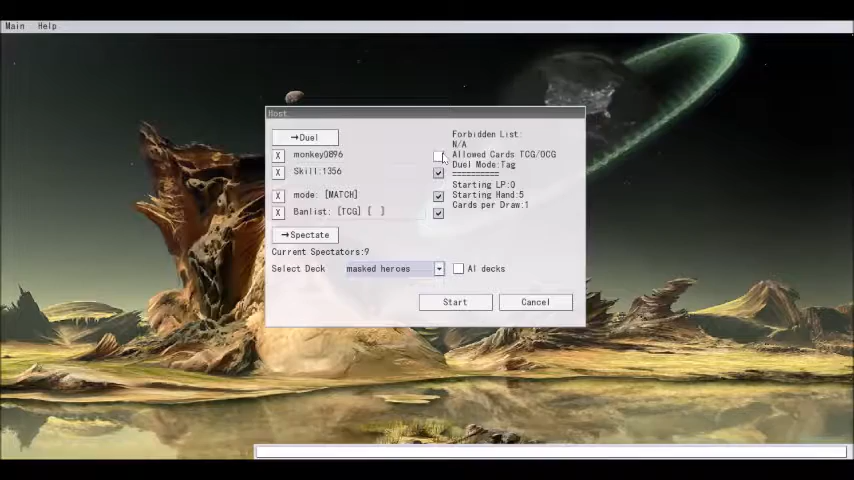 Main Help
Host
→Duel
X monkey0896
X Skill:1356
X mode: [MATCH]
X Banlist: [TCG] [ ]
→Spectate
Current Spectators:9
Select Deck masked heroes AI decks
Start Cancel
Forbidden List:
N/A
Allowed Cards TCG/OCG
Duel Mode:Tag
==========
Starting LP:0
Starting Hand:5
Cards per Draw:1